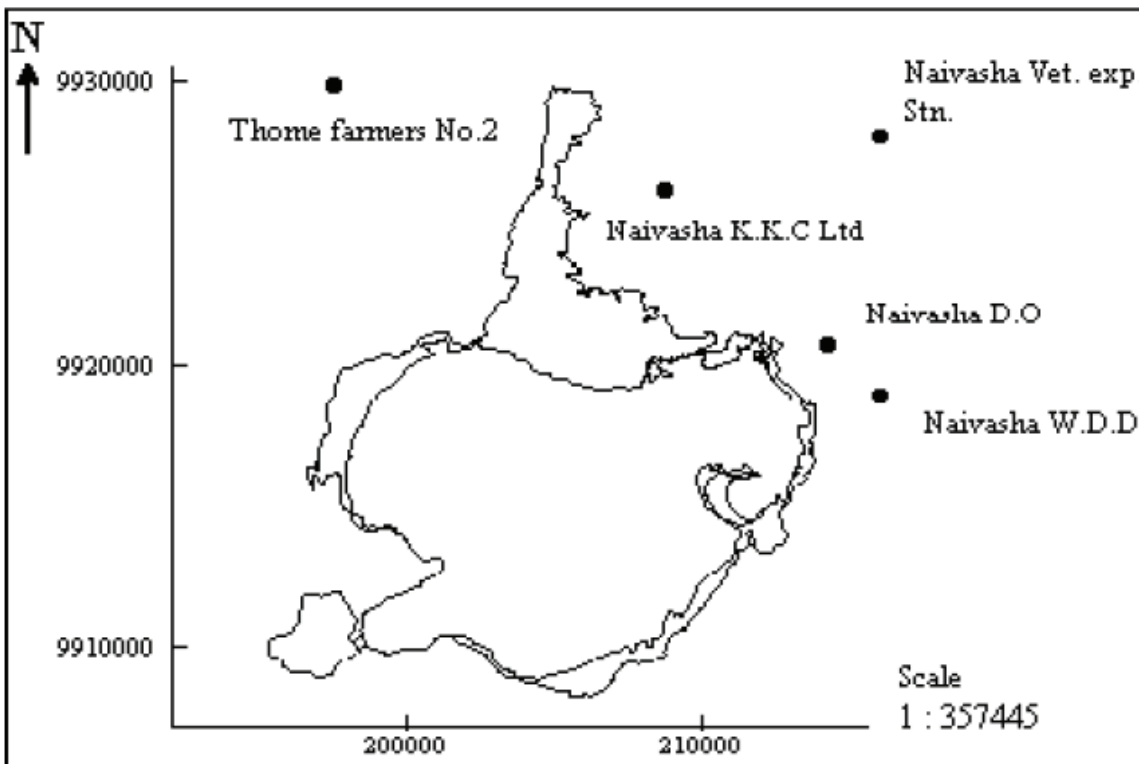 N
9930000
Thome farmers No.2
Naivasha Vet. exp
Stn.
Naivasha K.K.C Ltd
Naivasha D.O
9920000
Naivasha W.D.D
9910000
Scale
1 : 357445
200000
210000